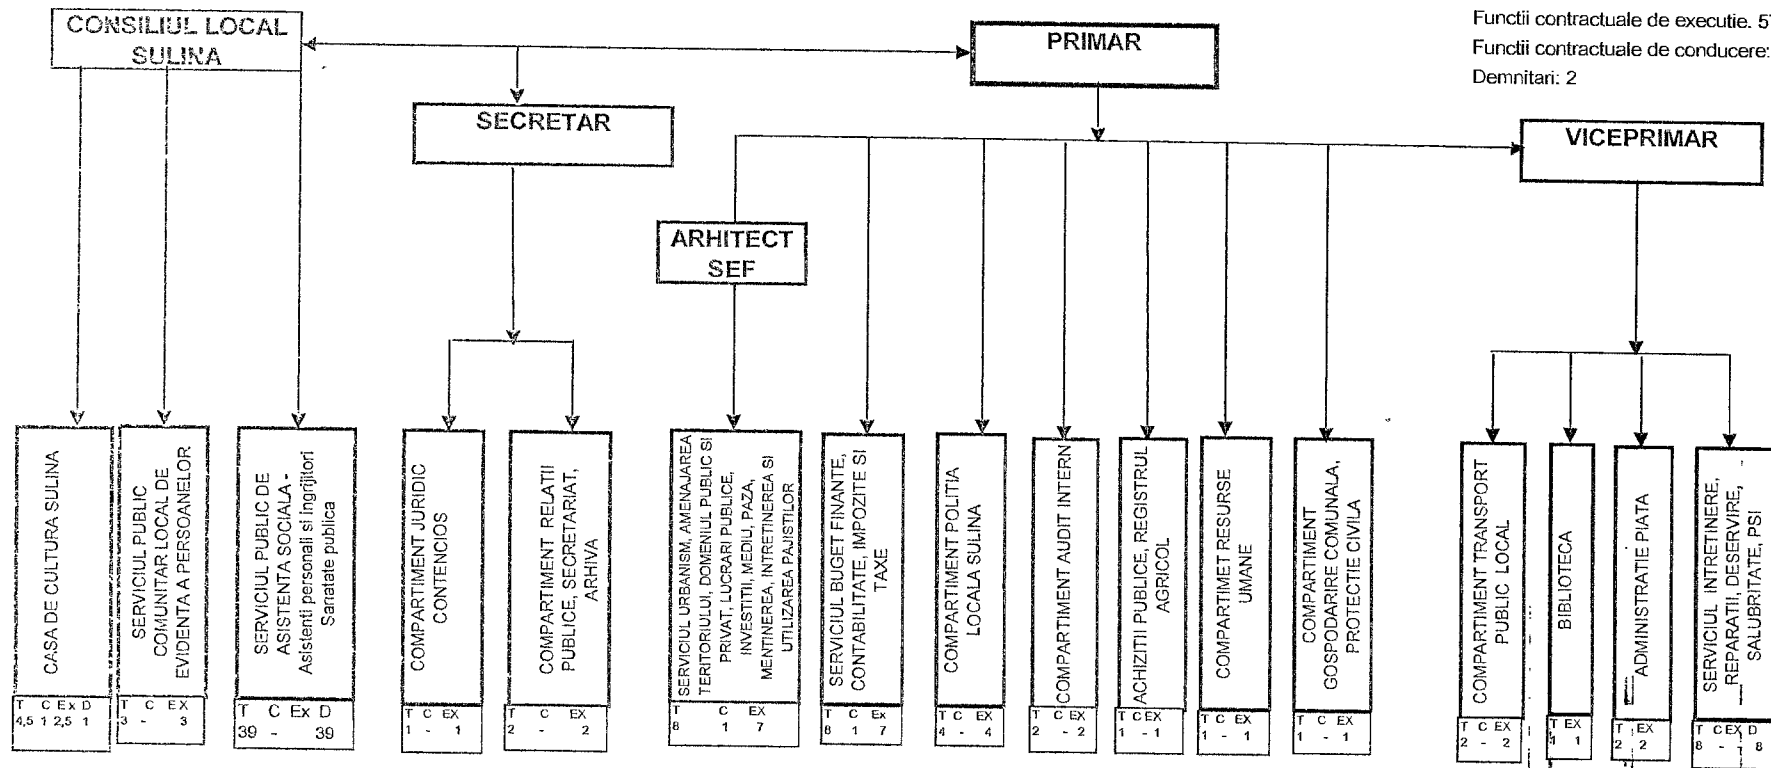 CONSILIUL LOCAL
SULINA
PRIMAR
Functii contractuale de executie. 5
Functii contractuale de conducere:
Demnitari: 2
SECRETAR
VICEPRIMAR
ARHITECT
SEF
CASA DE CULTURA SULINA
T C Ex D
4,5 1 2,5 1
SERVICIUL PUBLIC
COMUNITAR LOCAL DE
EVIDENTA A PERSOANELOR
T C EX
3 - 3
SERVICIUL PUBLIC DE
ASISTENTA SOCIALA -
Asistenti personali si Ingrijitori
Sanatate publica
T C Ex D
39 - 39
COMPARTIMENT JURIDIC
CONTENCIOS
T C EX
1 - 1
COMPARTIMENT RELATII
PUBLICE, SECRETARIAT,
ARHIVA
T C EX
2 - 2
SERVICIUL URBANISM, AMENAJAREA
TERITORIULUI, DOMENIUL PUBLIC SI
PRIVAT, LUCRARI PUBLICE,
INVESTITII, MEDIU, PAZA,
MENTINEREA, INTRETINEREA SI
UTILIZAREA PAJISTILOR
T C EX
8 1 7
SERVICIUL BUGET FINANTE,
CONTABILITATE, IMPOZITE SI
TAXE
T C Ex
8 1 7
COMPARTIMENT POLITIA
LOCALA SULINA
T C EX
4 - 4
COMPARTIMENT AUDIT INTERN
T C EX
2 - 2
ACHIZITII PUBLICE, REGISTRUL
AGRICOL
T C EX
1 - 1
COMPARTIMET RESURSE
UMANE
T C EX
1 - 1
COMPARTIMENT
GOSPODARIRE COMUNALA,
PROTECTIE CIVILA
T C EX
1 - 1
COMPARTIMENT TRANSPORT
PUBLIC LOCAL
T C EX
2 - 2
BIBLIOTECA
T EX
1 1
ADMINISTRATIE PIATA
T EX
2 2
SERVICIUL INTRETINERE,
REPARATII, DESERVIRE,
SALUBRITATE, PSI
T C EX D
8 - - 8